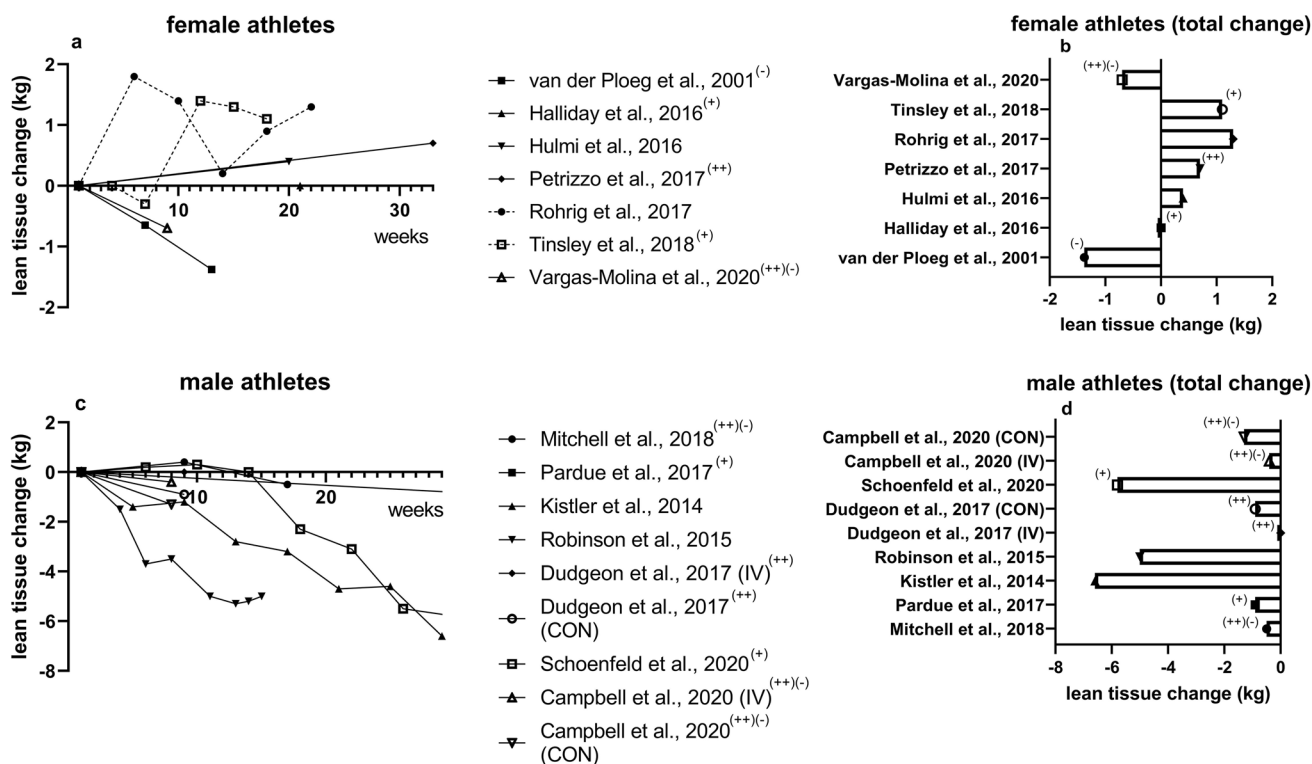 female athletes
a
2
1
0
-1
-2
10
20
30
weeks
lean tissue change (kg)
van der Ploeg et al., 2001(-)
Halliday et al., 2016(+)
Hulmi et al., 2016
Petrizzo et al., 2017(++)
Rohrig et al., 2017
Tinsley et al., 2018(+)
Vargas-Molina et al., 2020(++)(-)
female athletes (total change)
b
Vargas-Molina et al., 2020 (++)(-)
Tinsley et al., 2018 (+)
Rohrig et al., 2017
Petrizzo et al., 2017 (++)
Hulmi et al., 2016
Halliday et al., 2016 (+)
van der Ploeg et al., 2001 (-)
-2 -1 0 1 2
lean tissue change (kg)
male athletes
c
2
0
-2
-4
-6
-8
10
20
weeks
lean tissue change (kg)
Mitchell et al., 2018(++)(-)
Pardue et al., 2017(+)
Kistler et al., 2014
Robinson et al., 2015
Dudgeon et al., 2017 (IV)(++)
Dudgeon et al., 2017(++)
(CON)
Schoenfeld et al., 2020(+)
Campbell et al., 2020 (IV)(++)(-)
Campbell et al., 2020(++)(-)
(CON)
male athletes (total change)
d
Campbell et al., 2020 (CON) (++)(-)
Campbell et al., 2020 (IV) (++)(-)
Schoenfeld et al., 2020 (+)
Dudgeon et al., 2017 (CON) (++)
Dudgeon et al., 2017 (IV) (++)
Robinson et al., 2015
Kistler et al., 2014
Pardue et al., 2017 (+)
Mitchell et al., 2018 (++)(-)
-8 -6 -4 -2 0
lean tissue change (kg)